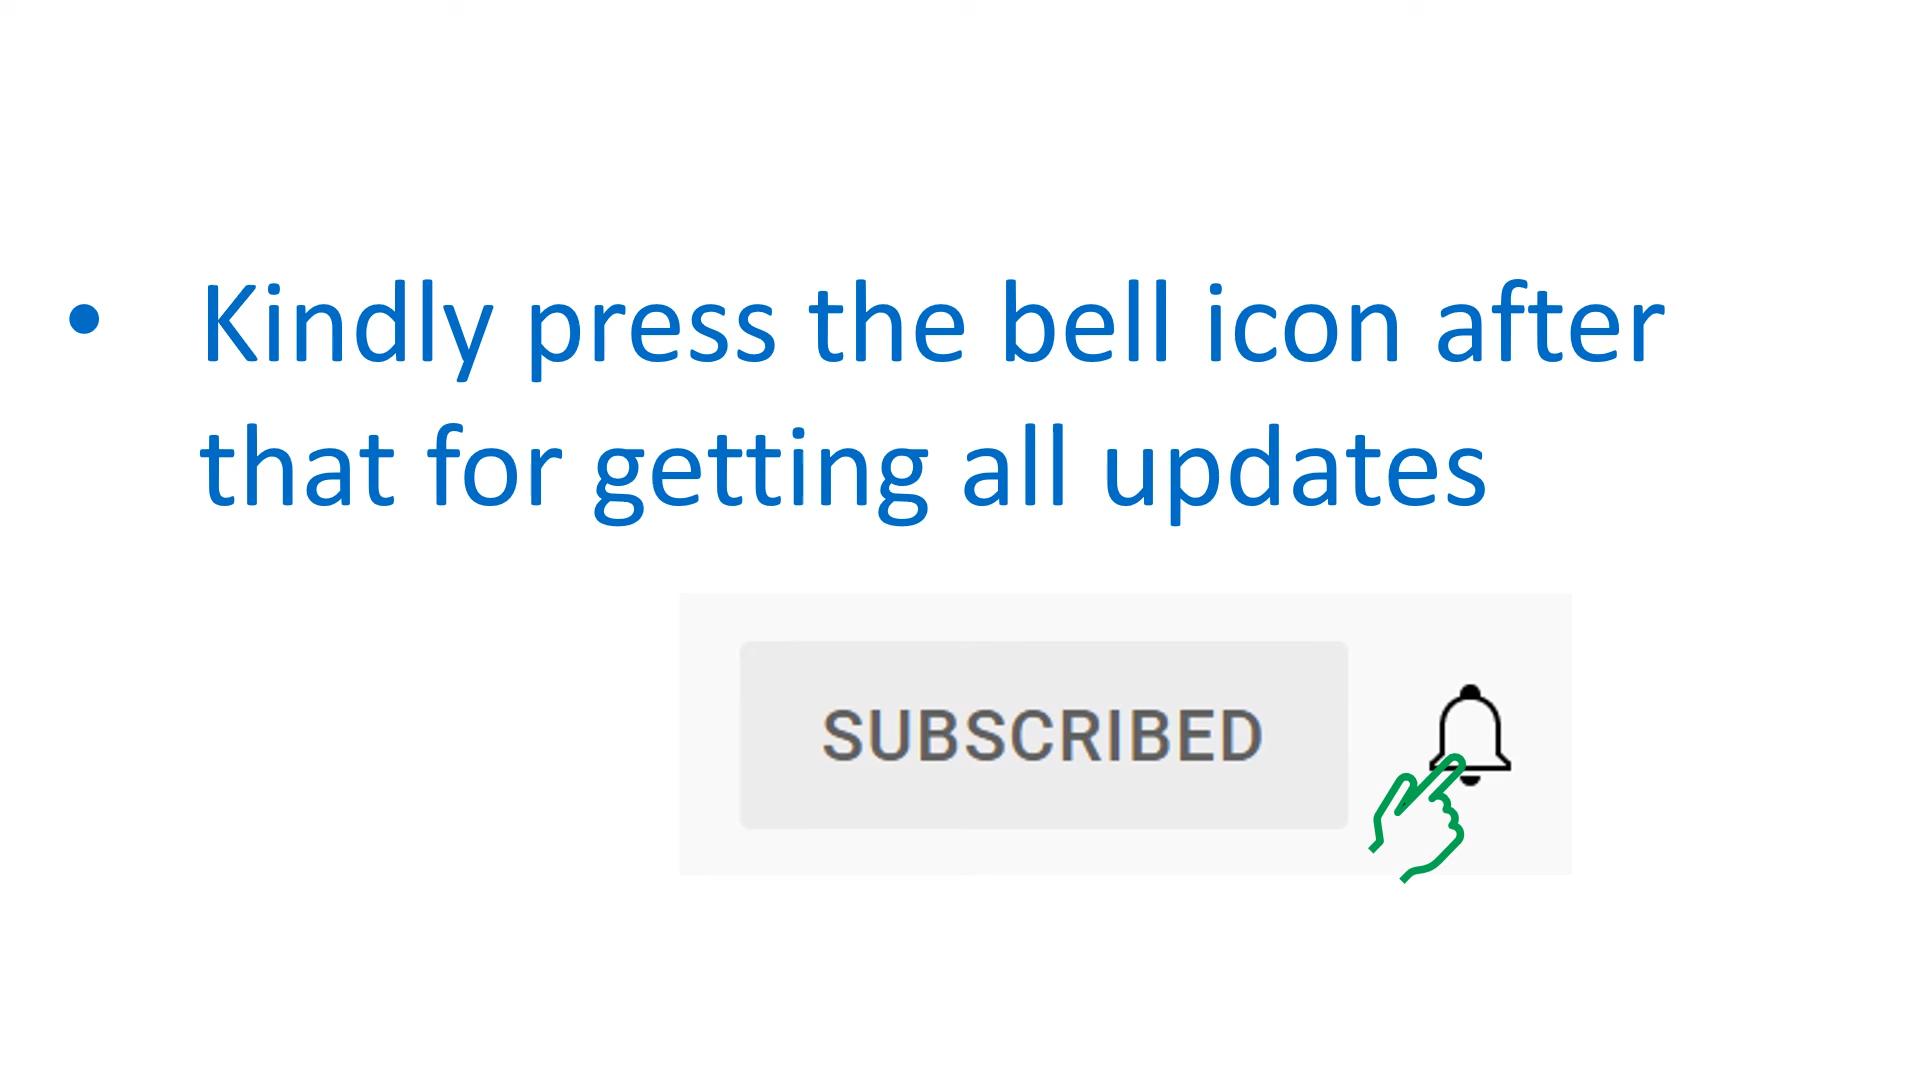 • Kindly press the bell icon after
that for getting all updates
SUBSCRIBED